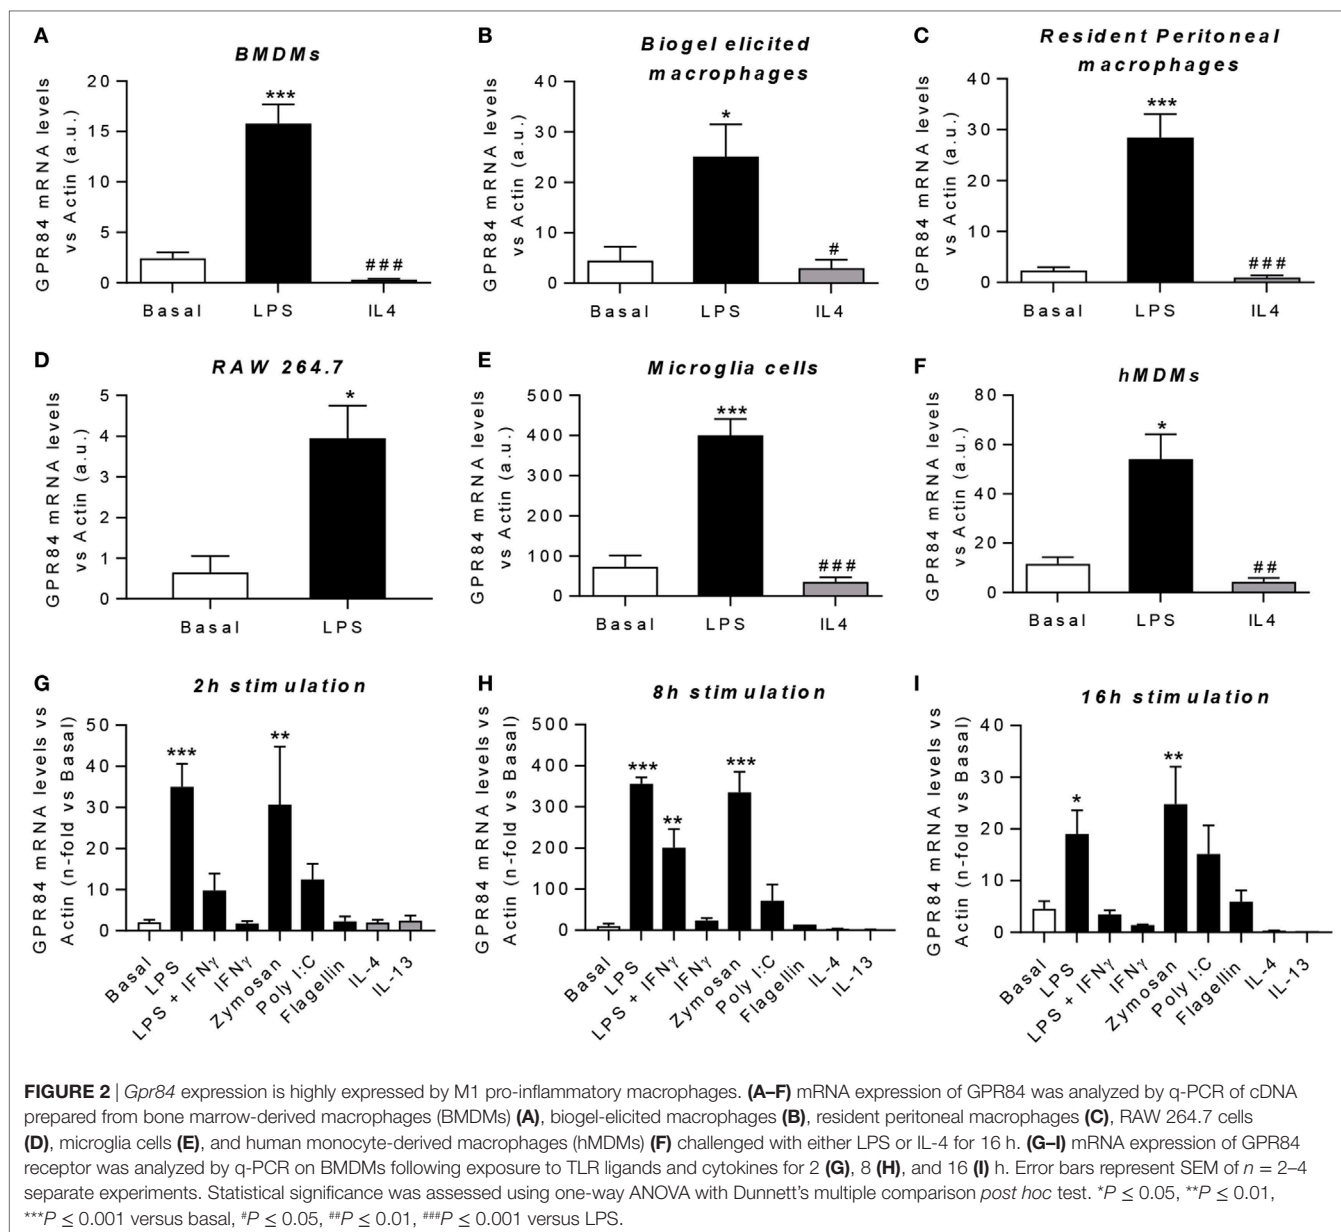 A
BMDMs
GPR84 mRNA levels
vs Actin (a.u.)
20
15
10
5
0
***
###
Basal
LPS
IL4
B
Biogel elicited
macrophages
GPR84 mRNA levels
vs Actin (a.u.)
40
30
20
10
0
*
#
Basal
LPS
IL4
C
Resident Peritoneal
macrophages
GPR84 mRNA levels
vs Actin (a.u.)
40
30
20
10
0
***
###
Basal
LPS
IL4
D
RAW 264.7
GPR84 mRNA levels
vs Actin (a.u.)
5
4
3
2
1
0
*
Basal
LPS
E
Microglia cells
GPR84 mRNA levels
vs Actin (a.u.)
500
400
300
200
100
0
***
###
Basal
LPS
IL4
F
hMDMs
GPR84 mRNA levels
vs Actin (a.u.)
80
60
40
20
0
*
##
Basal
LPS
IL4
G
2h stimulation
GPR84 mRNA levels vs
Actin (n-fold vs Basal)
50
40
30
20
10
0
***
**
Basal
LPS
LPS + IFNγ
IFNγ
Zymosan
Poly I:C
Flagellin
IL-4
IL-13
H
8h stimulation
GPR84 mRNA levels vs
Actin (n-fold vs Basal)
500
400
300
200
100
0
***
**
***
Basal
LPS
LPS + IFNγ
IFNγ
Zymosan
Poly I:C
Flagellin
IL-4
IL-13
I
16h stimulation
GPR84 mRNA levels vs
Actin (n-fold vs Basal)
40
30
20
10
0
*
**
Basal
LPS
LPS + IFNγ
IFNγ
Zymosan
Poly I:C
Flagellin
IL-4
IL-13
FIGURE 2 | Gpr84 expression is highly expressed by M1 pro-inflammatory macrophages. (A–F) mRNA expression of GPR84 was analyzed by q-PCR of cDNA
prepared from bone marrow-derived macrophages (BMDMs) (A), biogel-elicited macrophages (B), resident peritoneal macrophages (C), RAW 264.7 cells
(D), microglia cells (E), and human monocyte-derived macrophages (hMDMs) (F) challenged with either LPS or IL-4 for 16 h. (G–I) mRNA expression of GPR84
receptor was analyzed by q-PCR on BMDMs following exposure to TLR ligands and cytokines for 2 (G), 8 (H), and 16 (I) h. Error bars represent SEM of n = 2–4
separate experiments. Statistical significance was assessed using one-way ANOVA with Dunnett's multiple comparison post hoc test. *P ≤ 0.05, **P ≤ 0.01,
***P ≤ 0.001 versus basal, #P ≤ 0.05, ##P ≤ 0.01, ###P ≤ 0.001 versus LPS.